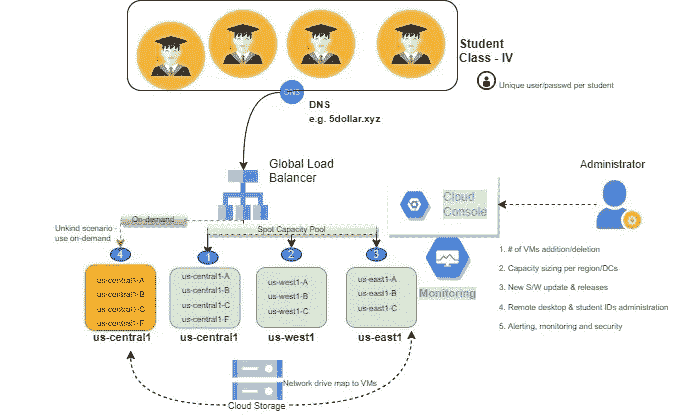 Student
Class - IV
Unique user/passwd per student
DNS
DNS
e.g. 5dollar.xyz
Global Load
Balancer
Administrator
Cloud
Console
On-demand
Unkind scenario -
use on-demand
Spot Capacity Pool
4
1
2
3
Monitoring
1. # of VMs addition/deletion
2. Capacity sizing per region/DCs
3. New S/W update & releases
4. Remote desktop & student IDs administration
5. Alerting, monitoring and security
us-central1-A
us-central1-B
us-central1-C
us-central1-F
us-central1
us-central1-A
us-central1-B
us-central1-C
us-central1-F
us-central1
us-west1-A
us-west1-B
us-west1-C
us-west1
us-east1-A
us-east1-B
us-east1-C
us-east1
Network drive map to VMs
Cloud Storage